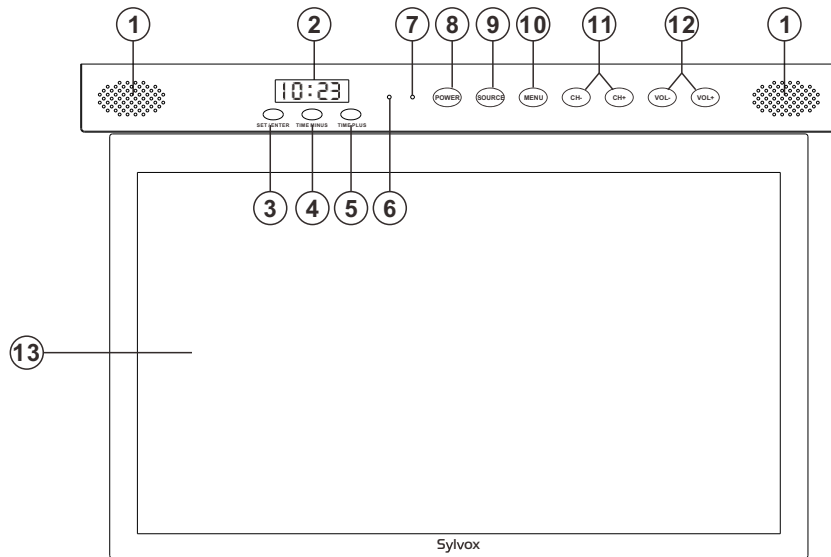 1 2 7 8 9 10 11 12 1
10:23
POWER SOURCE MENU CH- CH+ VOL- VOL+
SET / ENTER TIME MINUS TIME PLUS
3 4 5 6
13
Sylvox